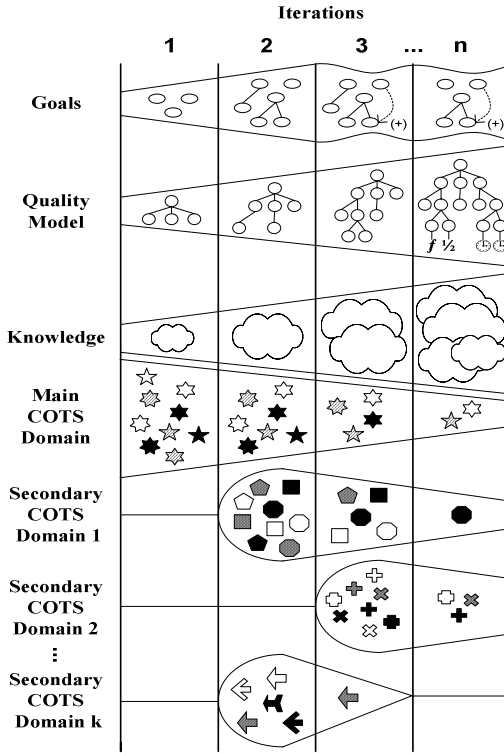 Iterations
1 2 3 ... n
Goals
(+) (+)
Quality
Model
ƒ ½
Knowledge
Main
COTS
Domain
Secondary
COTS
Domain 1
Secondary
COTS
Domain 2
...
Secondary
COTS
Domain k